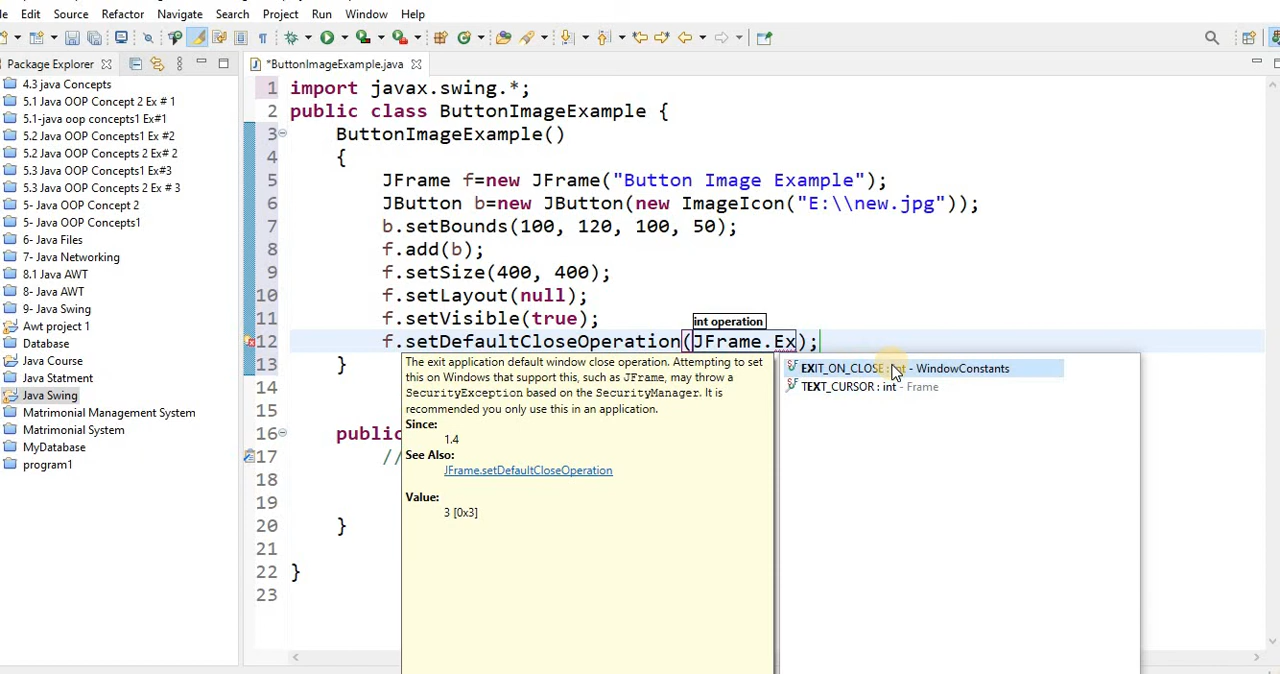 Edit Source Refactor Navigate Search Project Run Window Help
Package Explorer
*ButtonImageExample.java
4.3 java Concepts
5.1 Java OOP Concept 2 Ex # 1
5.1-java oop concepts1 Ex#1
5.2 Java OOP Concepts1 Ex #2
5.2 Java OOP Concepts 2 Ex# 2
5.3 Java OOP Concepts1 Ex#3
5.3 Java OOP Concepts 2 Ex # 3
5- Java OOP Concept 2
5- Java OOP Concepts1
6- Java Files
7- Java Networking
8.1 Java AWT
8- Java AWT
9- Java Swing
Awt project 1
Database
Java Course
Java Statment
Java Swing
Matrimonial Management System
Matrimonial System
MyDatabase
program1
1 import javax.swing.*;
2 public class ButtonImageExample {
3 ButtonImageExample()
4 {
5 JFrame f=new JFrame("Button Image Example");
6 JButton b=new JButton(new ImageIcon("E:\\new.jpg"));
7 b.setBounds(100, 120, 100, 50);
8 f.add(b);
9 f.setSize(400, 400);
10 f.setLayout(null);
11 f.setVisible(true);
int operation
12 f.setDefaultCloseOperation(JFrame.Ex);
13 }
14
15
16 public
17 //
18
19
20 }
21
22 }
23
The exit application default window close operation. Attempting to set
this on Windows that support this, such as JFrame, may throw a
SecurityException based on the SecurityManager. It is
recommended you only use this in an application.
Since:
1.4
See Also:
JFrame.setDefaultCloseOperation
Value:
3 [0x3]
EXIT_ON_CLOSE : - WindowConstants
TEXT_CURSOR : int - Frame